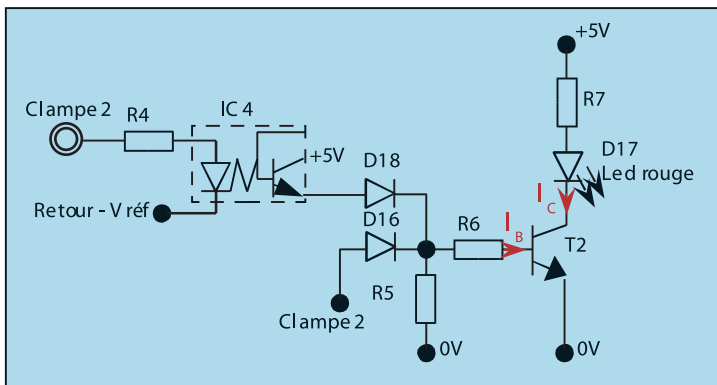 +5V
IC 4
R4
Clampe 2
R7
+5V
D18
D17
Led rouge
I
C
Retour - V réf
D16
R6
I
B
T2
R5
Clampe 2
0V
0V